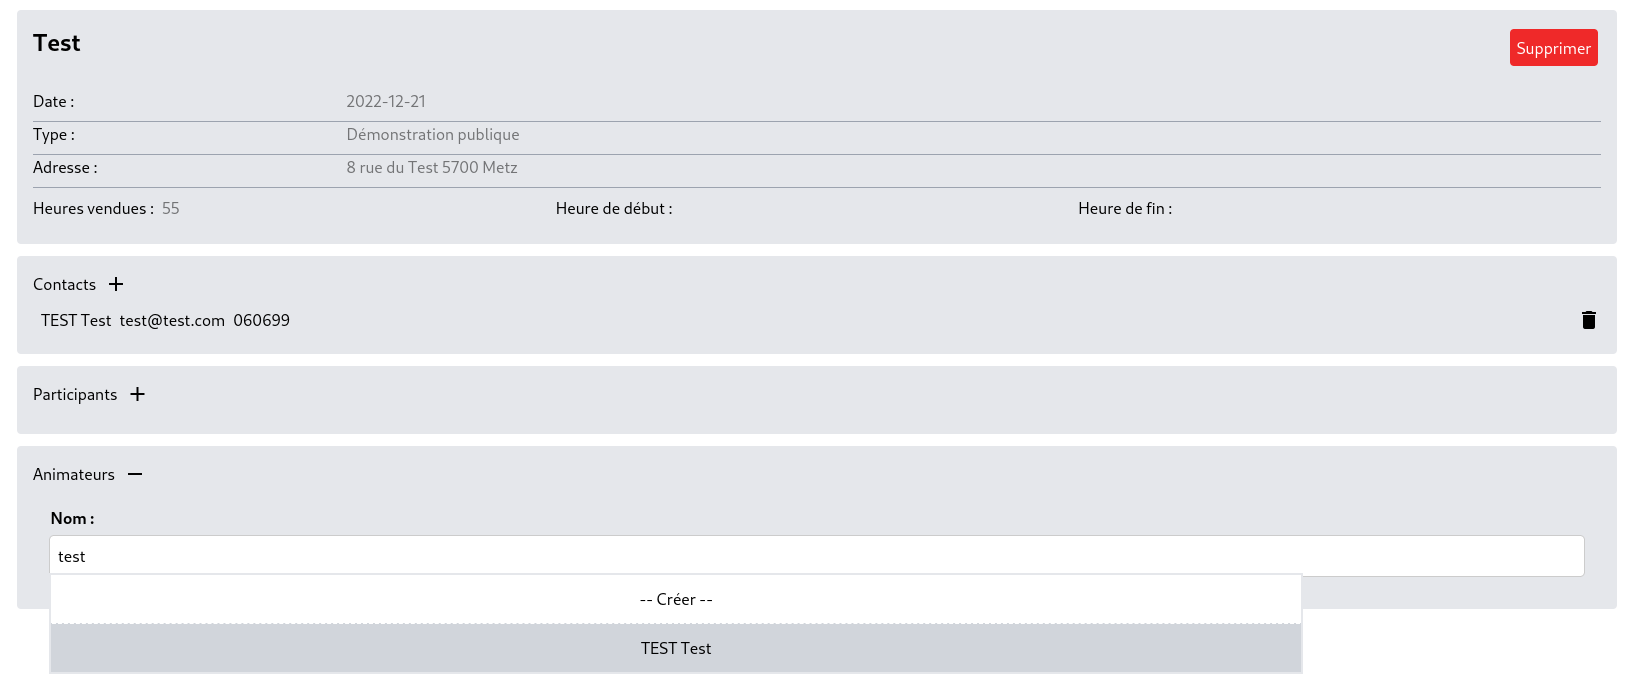 Test
Supprimer
Date : 2022-12-21
Type : Démonstration publique
Adresse : 8 rue du Test 5700 Metz
Heures vendues : 55 Heure de début : Heure de fin :
Contacts +
TEST Test test@test.com 060699
Participants +
Animateurs −
Nom :
test
-- Créer --
TEST Test